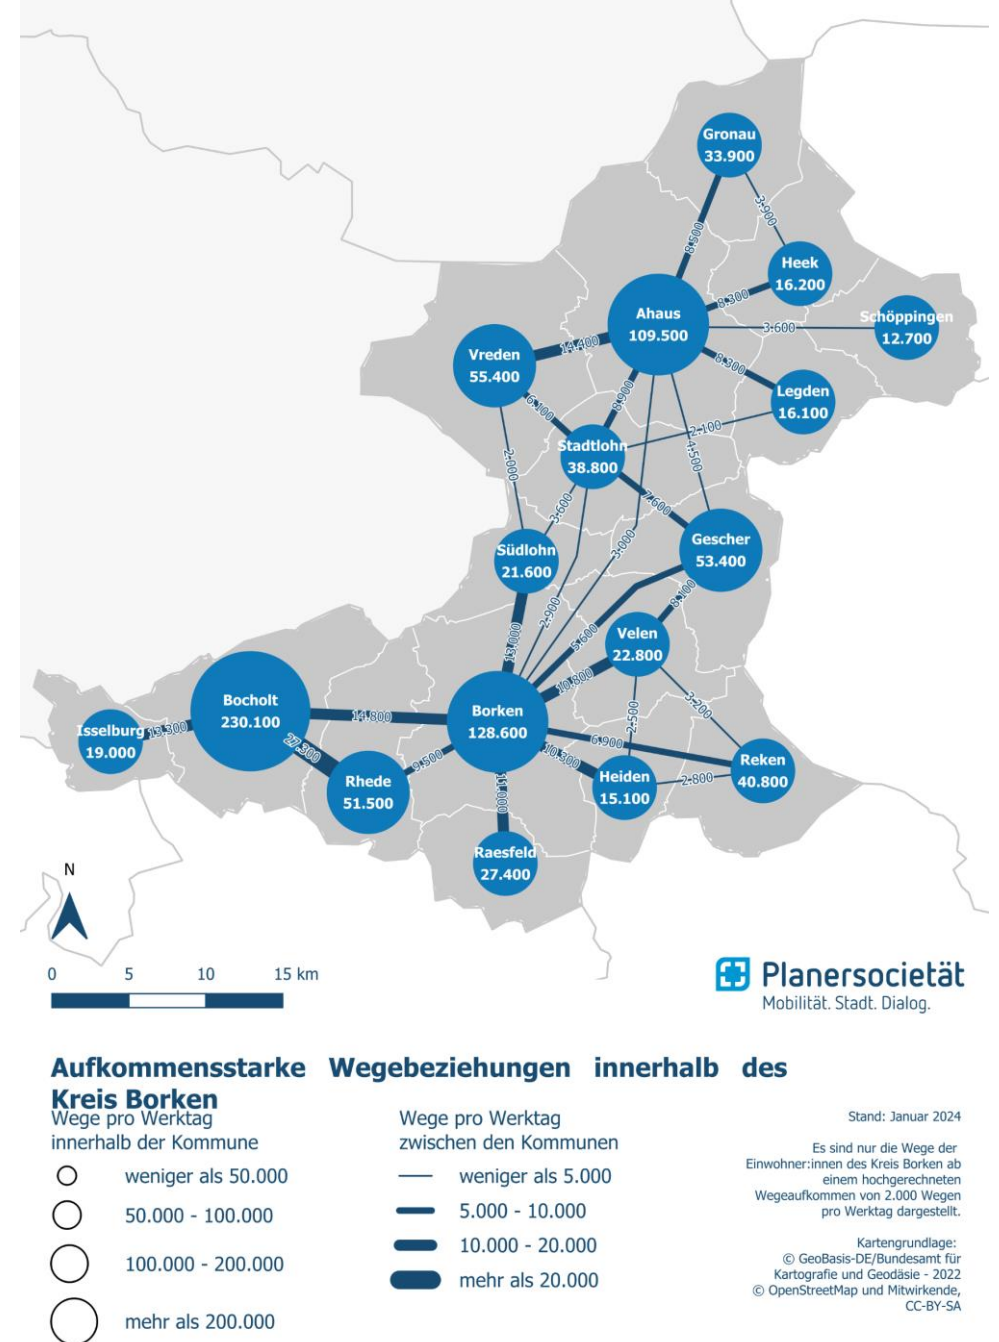 Gronau
33.900
3.900
8.500
Heek
16.200
8.300
Ahaus
109.500
Schöppingen
12.700
3.600
14.400
Vreden
55.400
8.300
Legden
16.100
8.900
6.100
2.100
Stadtlohn
38.800
4.500
2.000
7.600
3.600
Gescher
53.400
3.000
Südlohn
21.600
2.900
8.100
5.600
Velen
22.800
13.000
10.800
3.200
2.500
Bocholt
230.100
14.800
Borken
128.600
Isselburg
19.000
13.300
27.300
6.900
10.300
9.500
Rhede
51.500
Heiden
15.100
2.800
Reken
40.800
11.000
Raesfeld
27.400
N
0 5 10 15 km
Planersocietät
Mobilität. Stadt. Dialog.
Aufkommensstarke Wegebeziehungen innerhalb des
Kreis Borken
Wege pro Werktag
innerhalb der Kommune
weniger als 50.000
50.000 - 100.000
100.000 - 200.000
mehr als 200.000
Wege pro Werktag
zwischen den Kommunen
weniger als 5.000
5.000 - 10.000
10.000 - 20.000
mehr als 20.000
Stand: Januar 2024
Es sind nur die Wege der
Einwohner:innen des Kreis Borken ab
einem hochgerechneten
Wegeaufkommen von 2.000 Wegen
pro Werktag dargestellt.
Kartengrundlage:
© GeoBasis-DE/Bundesamt für
Kartografie und Geodäsie - 2022
© OpenStreetMap und Mitwirkende,
CC-BY-SA